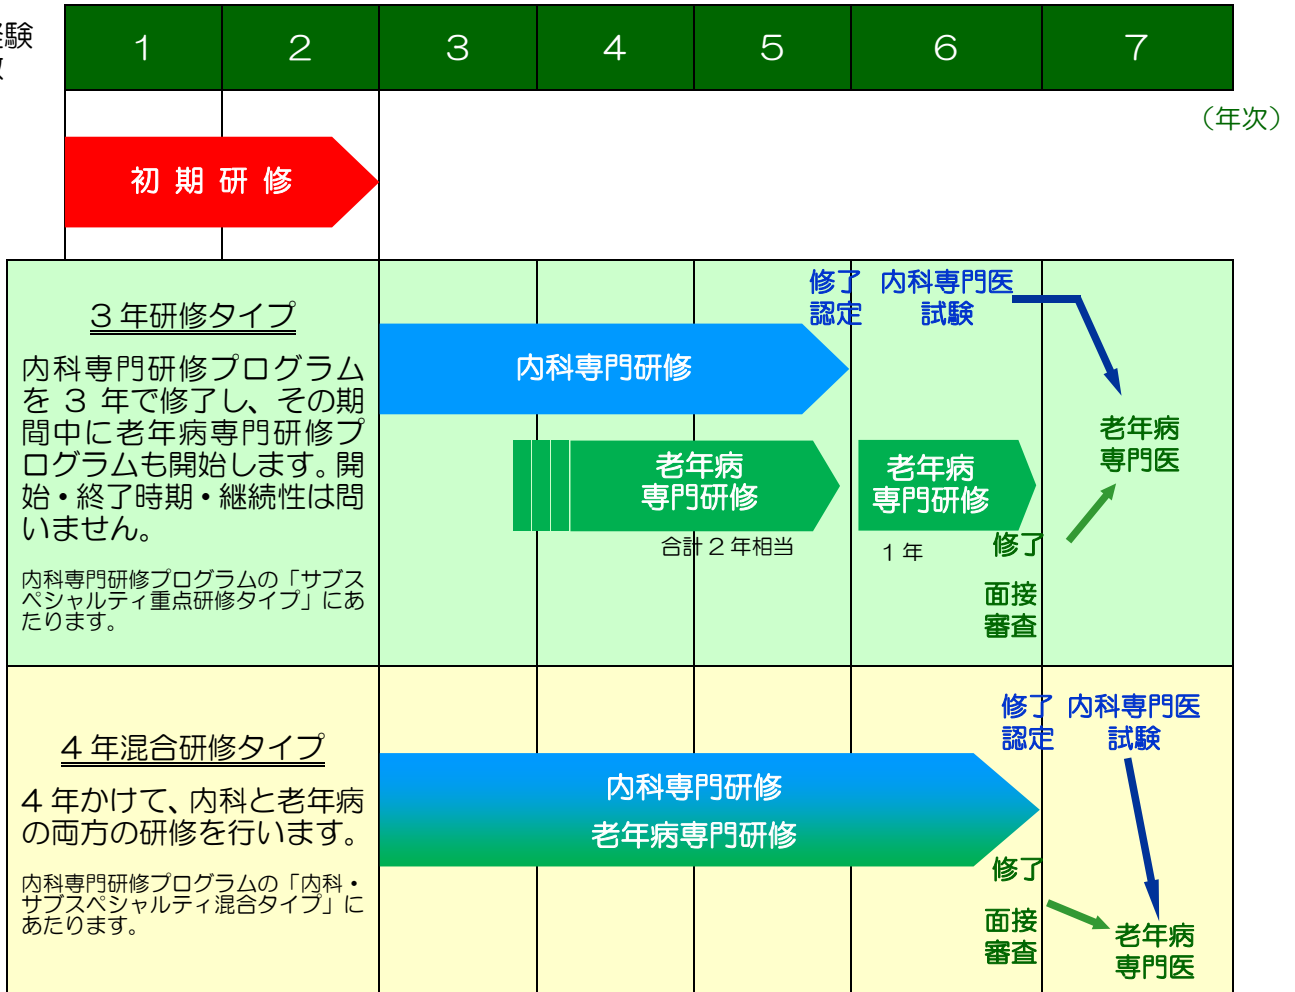 験
1 2 3 4 5 6 7
（年次）
初期研修
3年研修タイプ
内科専門研修プログラム
を 3 年で修了し、その期
間中に老年病専門研修プ
ログラムも開始します。開
始・終了時期・継続性は問
いません。
内科専門研修プログラムの「サブス
ペシャルティ重点研修タイプ」にあ
たります。
修了
認定
内科専門医
試験
内科専門研修
老年病
専門研修
合計2年相当
老年病
専門研修
1年
修了
面接
審査
老年病
専門医
4年混合研修タイプ
4年かけて、内科と老年病
の両方の研修を行います。
内科専門研修プログラムの「内科・
サブスペシャルティ混合タイプ」に
あたります。
修了
認定
内科専門医
試験
内科専門研修
老年病専門研修
修了
面接
審査
老年病
専門医